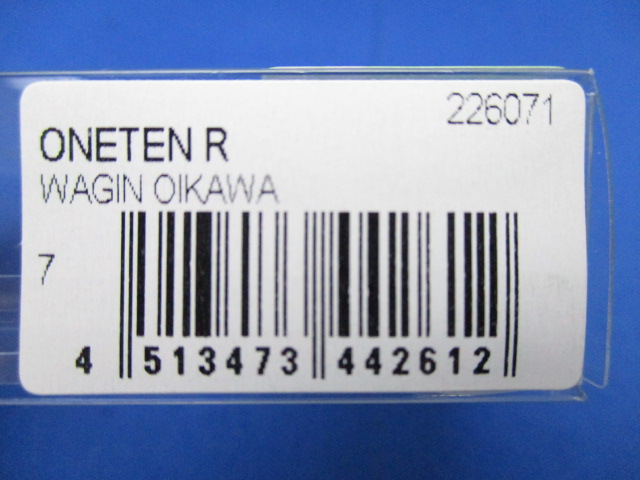 226071
ONETEN R
WAGIN OIKAWA
7
4 513473 442612